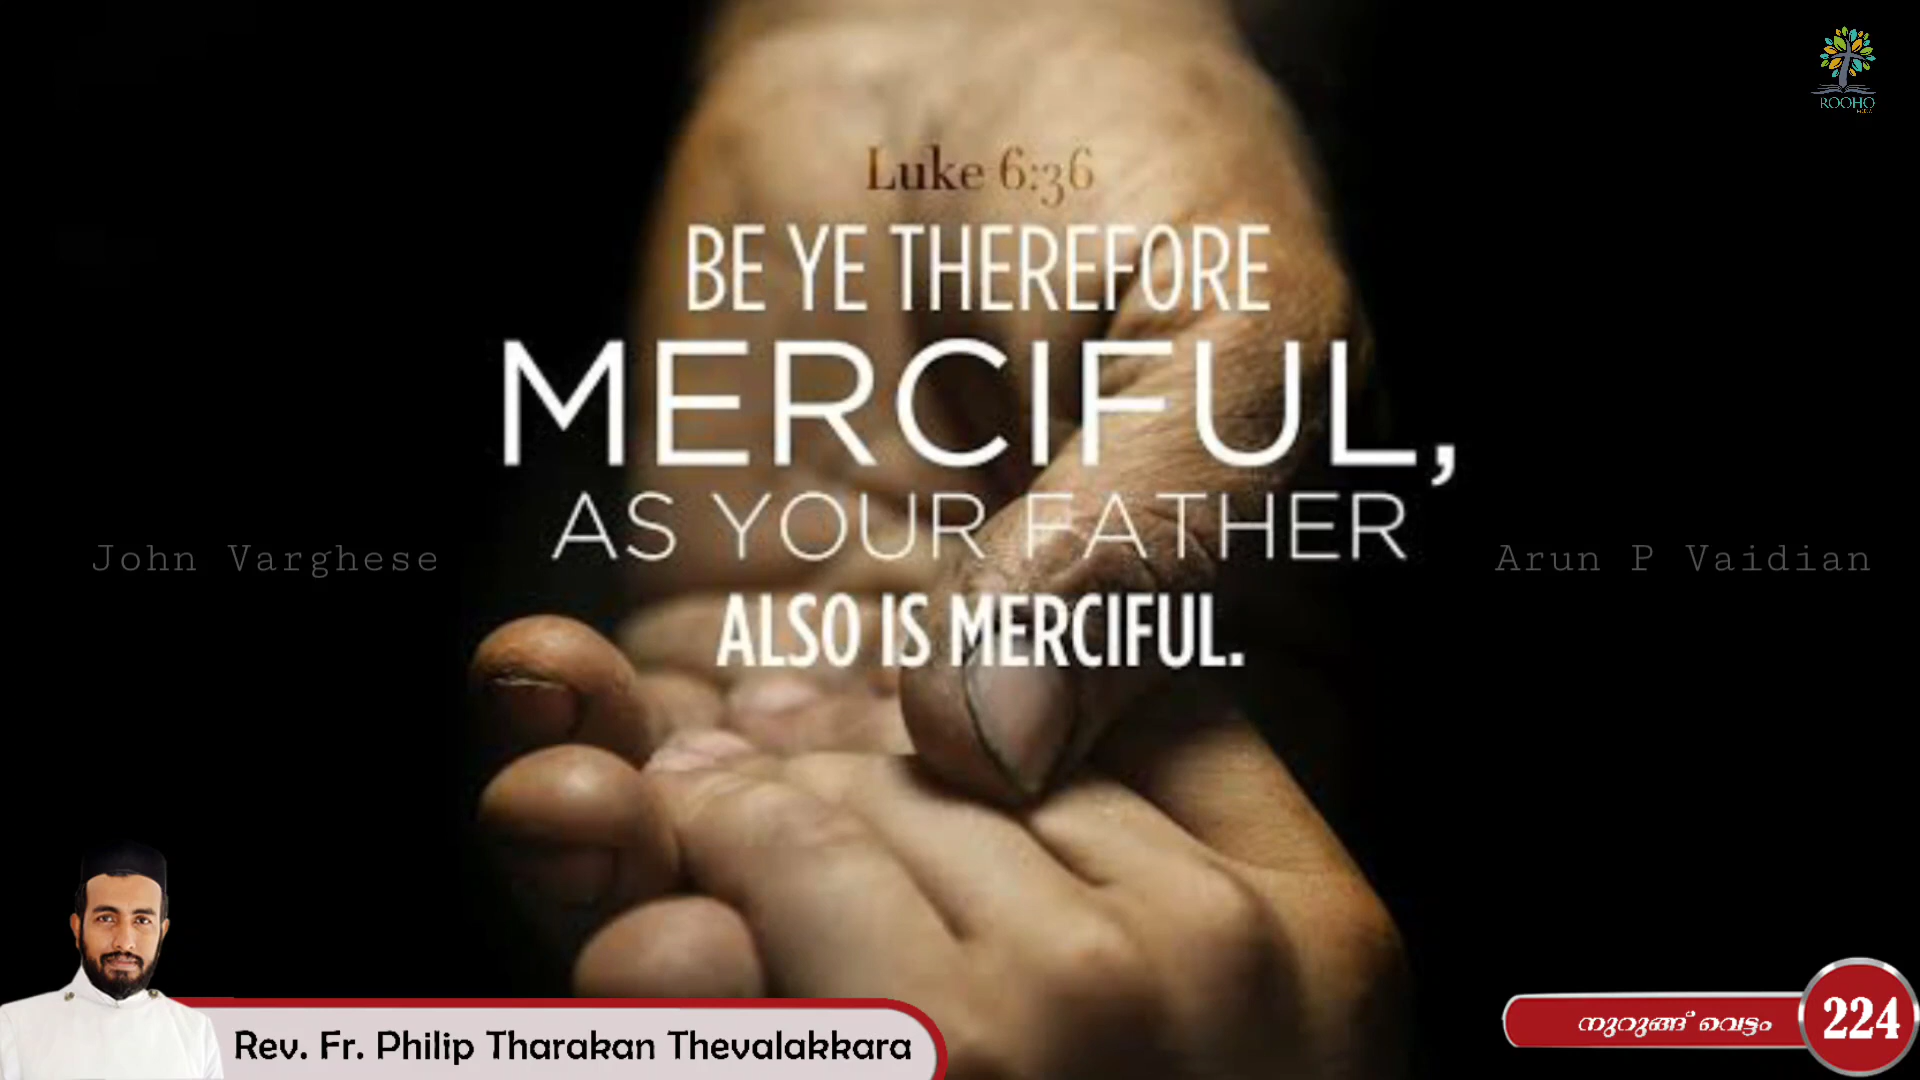 ROOHO
Luke 6:36
BE YE THEREFORE
MERCIFUL,
AS YOUR FATHER
ALSO IS MERCIFUL.
John Varghese
Arun P Vaidian
Rev. Fr. Philip Tharakan Thevalakkara
നുറുങ്ങ് വെട്ടം
224